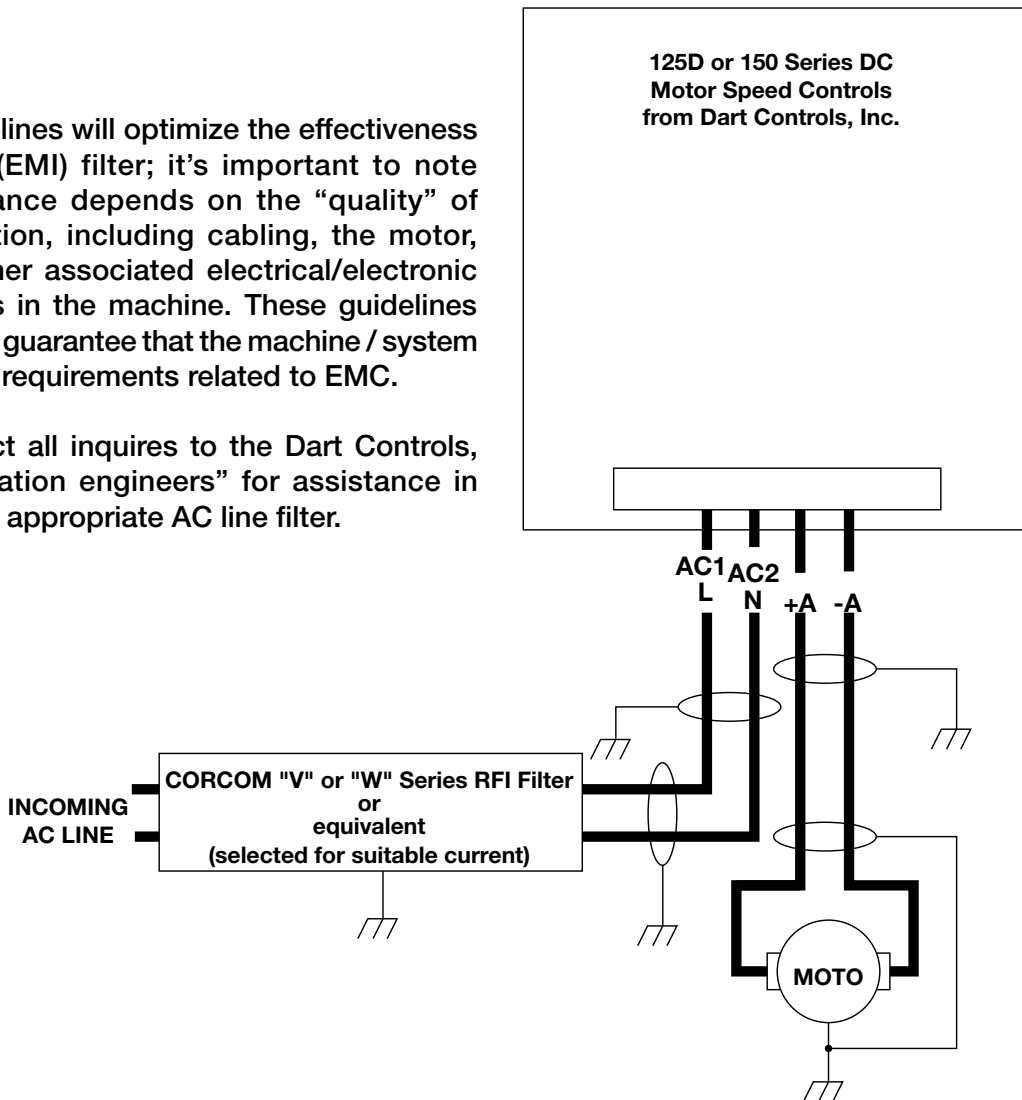 lines will optimize the effectiveness
(EMI) filter; it's important to note
ance depends on the “quality” of
tion, including cabling, the motor,
her associated electrical/electronic
s in the machine. These guidelines
guarantee that the machine / system
requirements related to EMC.
ct all inquires to the Dart Controls,
ation engineers” for assistance in
appropriate AC line filter.
125D or 150 Series DC
Motor Speed Controls
from Dart Controls, Inc.
AC1
L
AC2
N
+A
-A
INCOMING
AC LINE
CORCOM "V" or "W" Series RFI Filter
or
equivalent
(selected for suitable current)
MOTO